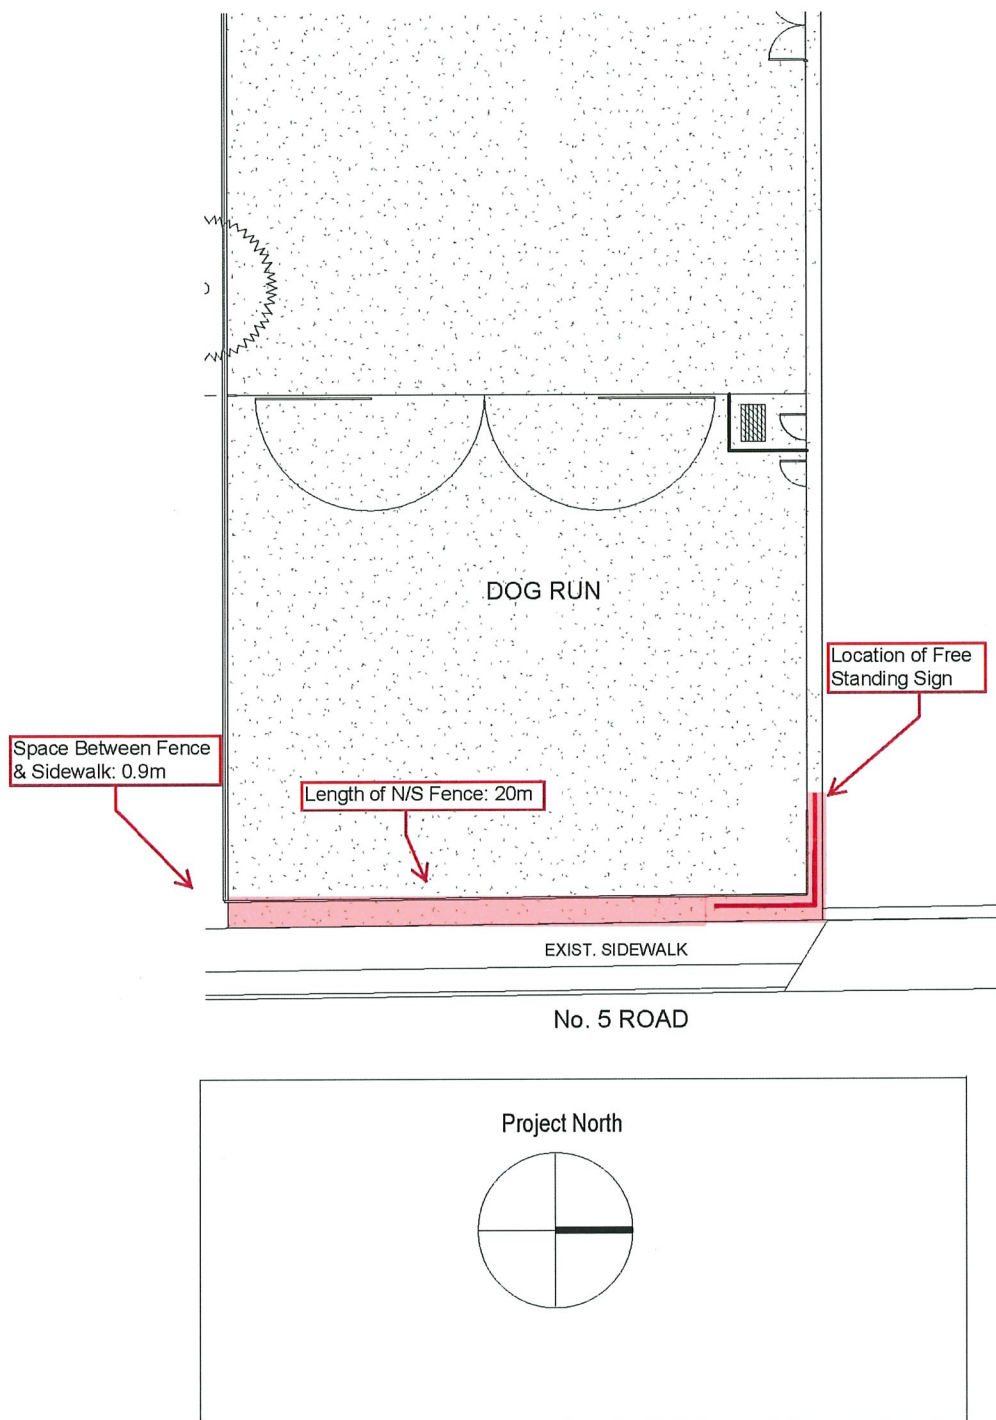 DOG RUN
Location of Free
Standing Sign
Space Between Fence
& Sidewalk: 0.9m
Length of N/S Fence: 20m
EXIST. SIDEWALK
No. 5 ROAD
Project North